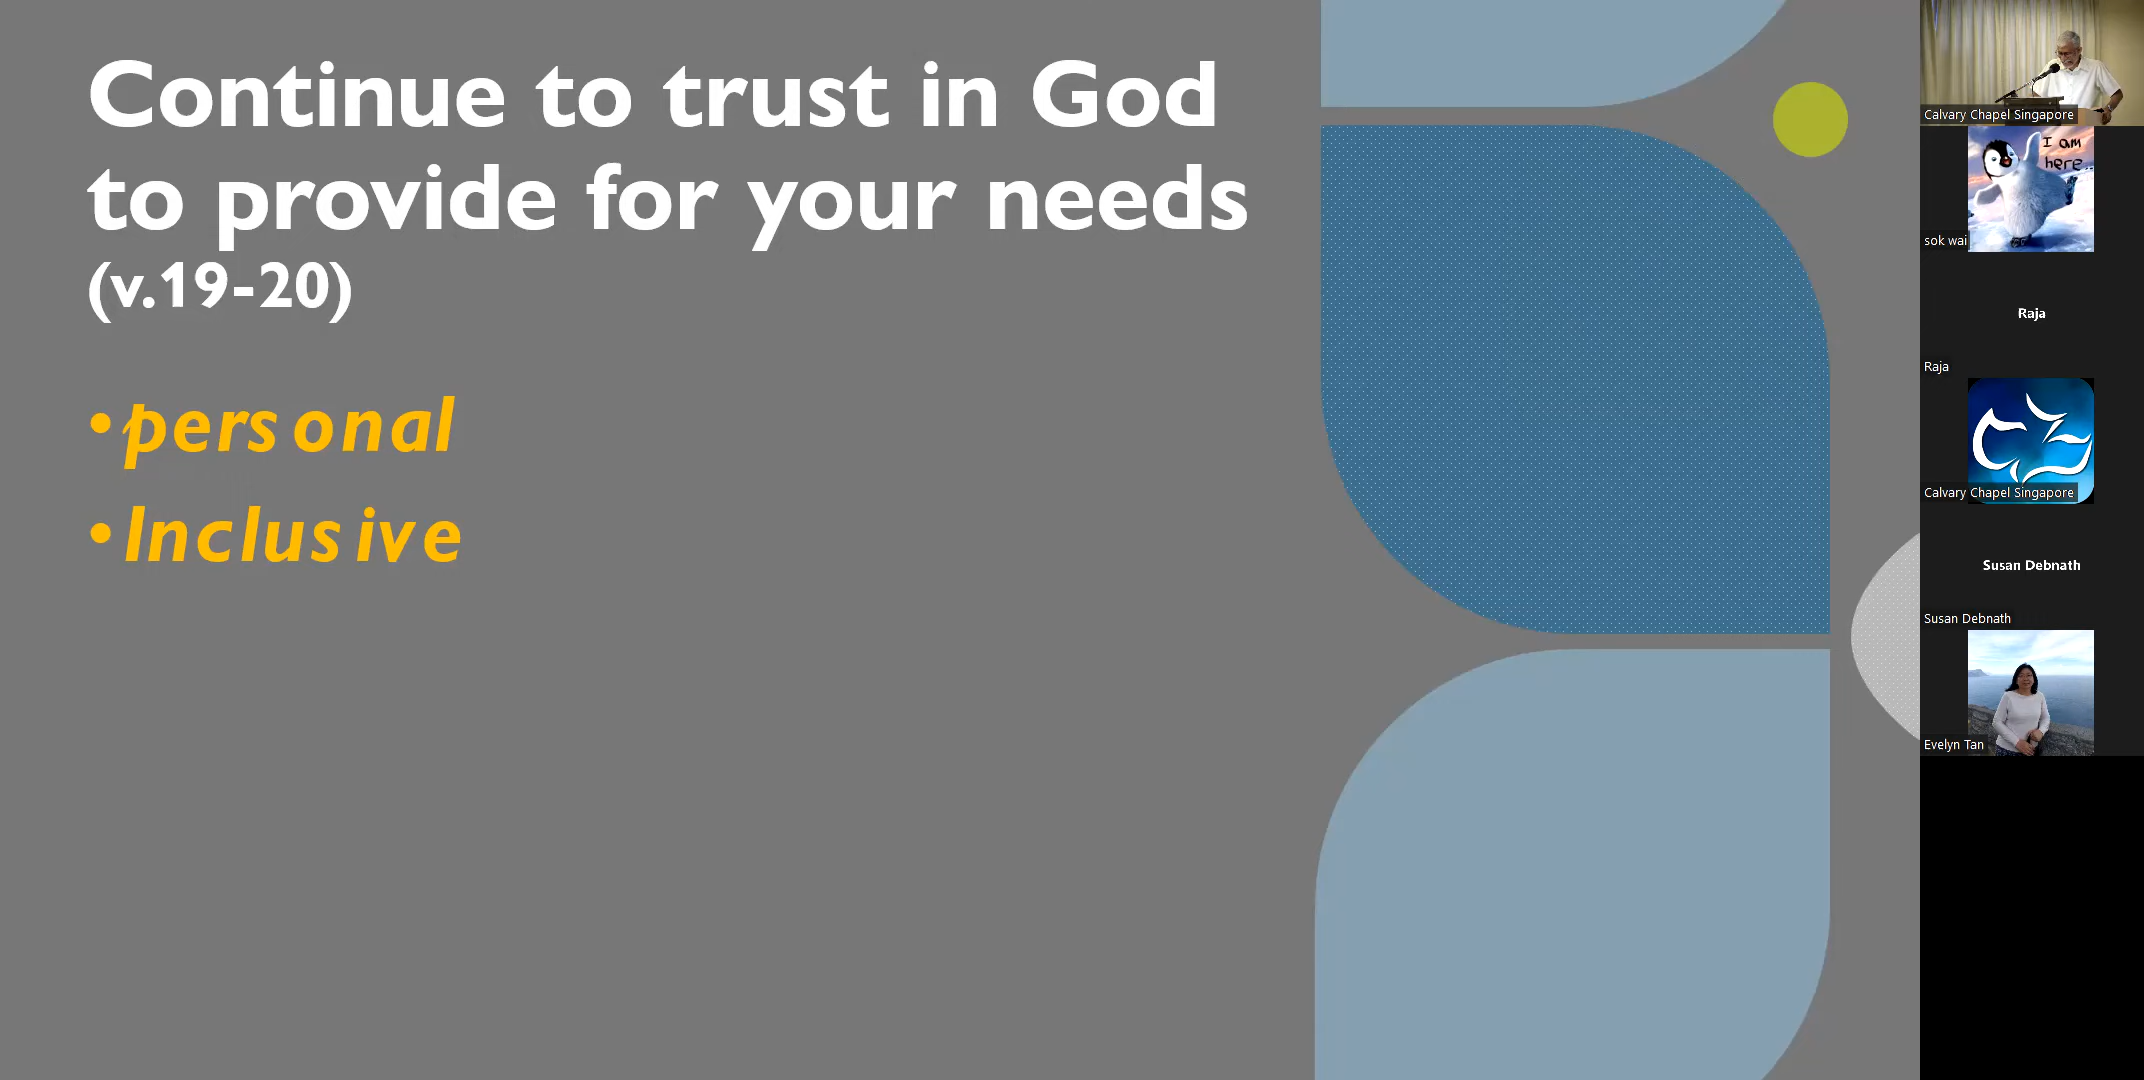 Continue to trust in God
to provide for your needs
(v.19-20)
•personal
•Inclusive
Calvary Chapel Singapore
I am
here..
sok wai
Raja
Raja
Calvary Chapel Singapore
Susan Debnath
Susan Debnath
Evelyn Tan